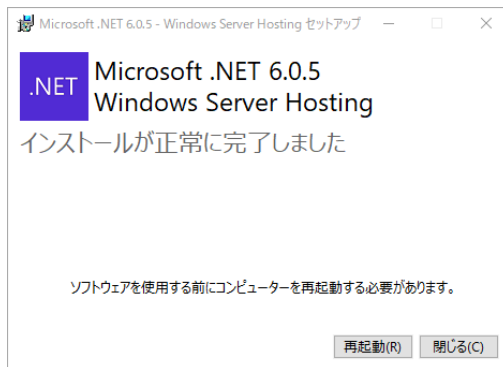 Microsoft .NET 6.0.5 - Windows Server Hosting セットアップ
.NET
Microsoft .NET 6.0.5
Windows Server Hosting
インストールが正常に完了しました
ソフトウェアを使用する前にコンピューターを再起動する必要があります。
再起動(R) 閉じる(C)